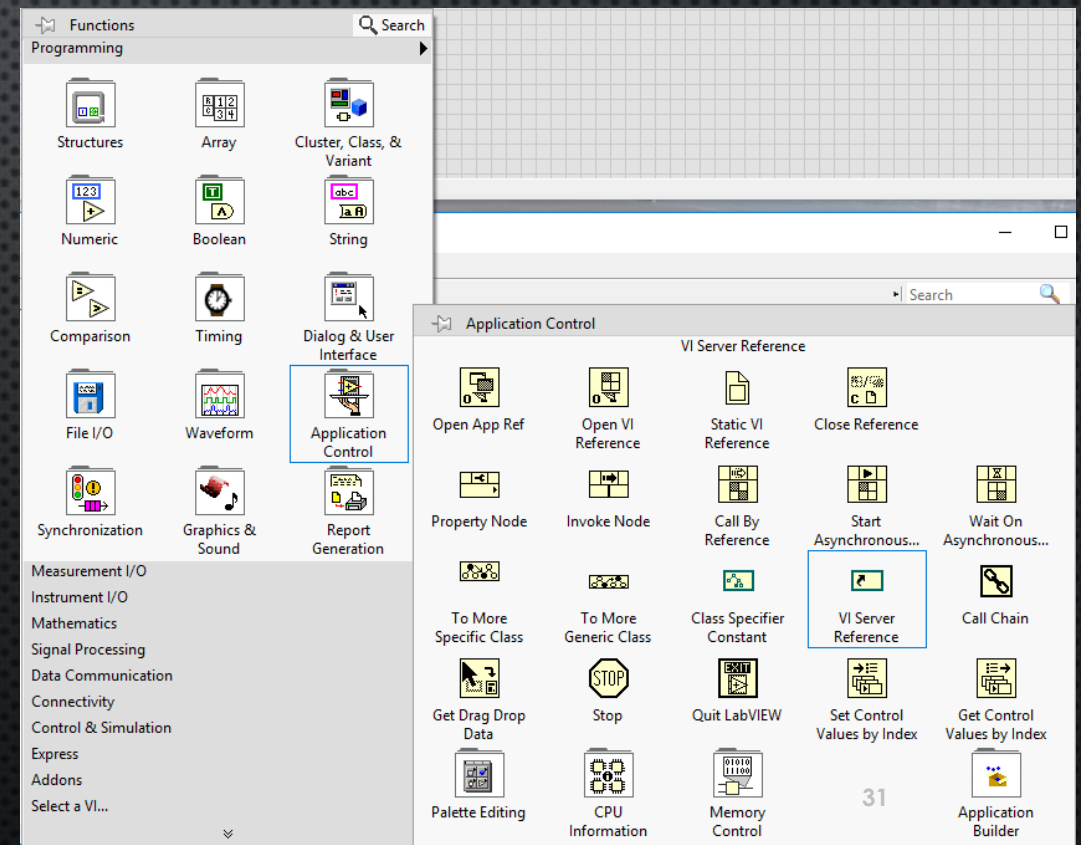 Functions
Search
Programming
Structures
Array
Cluster, Class, &
Variant
Numeric
Boolean
String
Comparison
Timing
Dialog & User
Interface
File I/O
Waveform
Application
Control
Synchronization
Graphics &
Sound
Report
Generation
Measurement I/O
Instrument I/O
Mathematics
Signal Processing
Data Communication
Connectivity
Control & Simulation
Express
Addons
Select a VI...
Search
Application Control
VI Server Reference
Open App Ref
Open VI
Reference
Static VI
Reference
Close Reference
Property Node
Invoke Node
Call By
Reference
Start
Asynchronous...
Wait On
Asynchronous...
To More
Specific Class
To More
Generic Class
Class Specifier
Constant
VI Server
Reference
Call Chain
Get Drag Drop
Data
STOP
Stop
EXIT
Quit LabVIEW
Set Control
Values by Index
Get Control
Values by Index
Palette Editing
CPU
Information
Memory
Control
31
Application
Builder